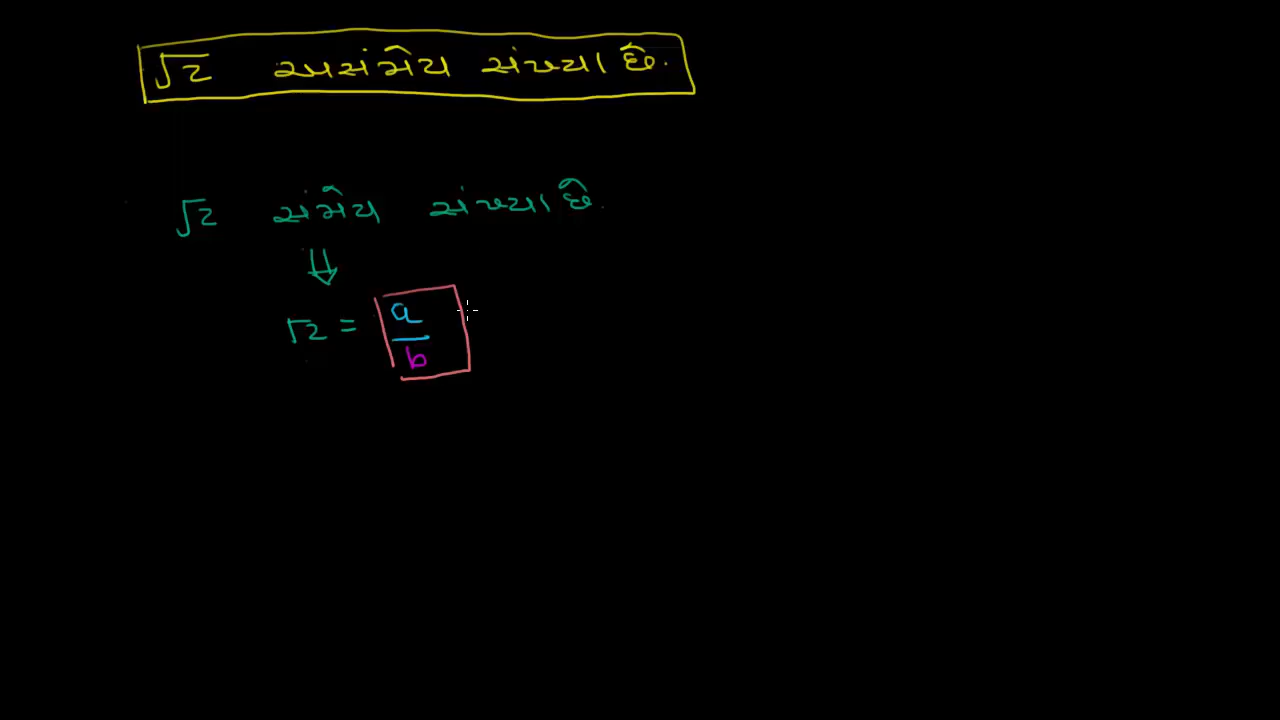 √2 અસંમેય સંખ્યા છે.
√2 સંમેય સંખ્યા છે.
⇓
√2 = a/b